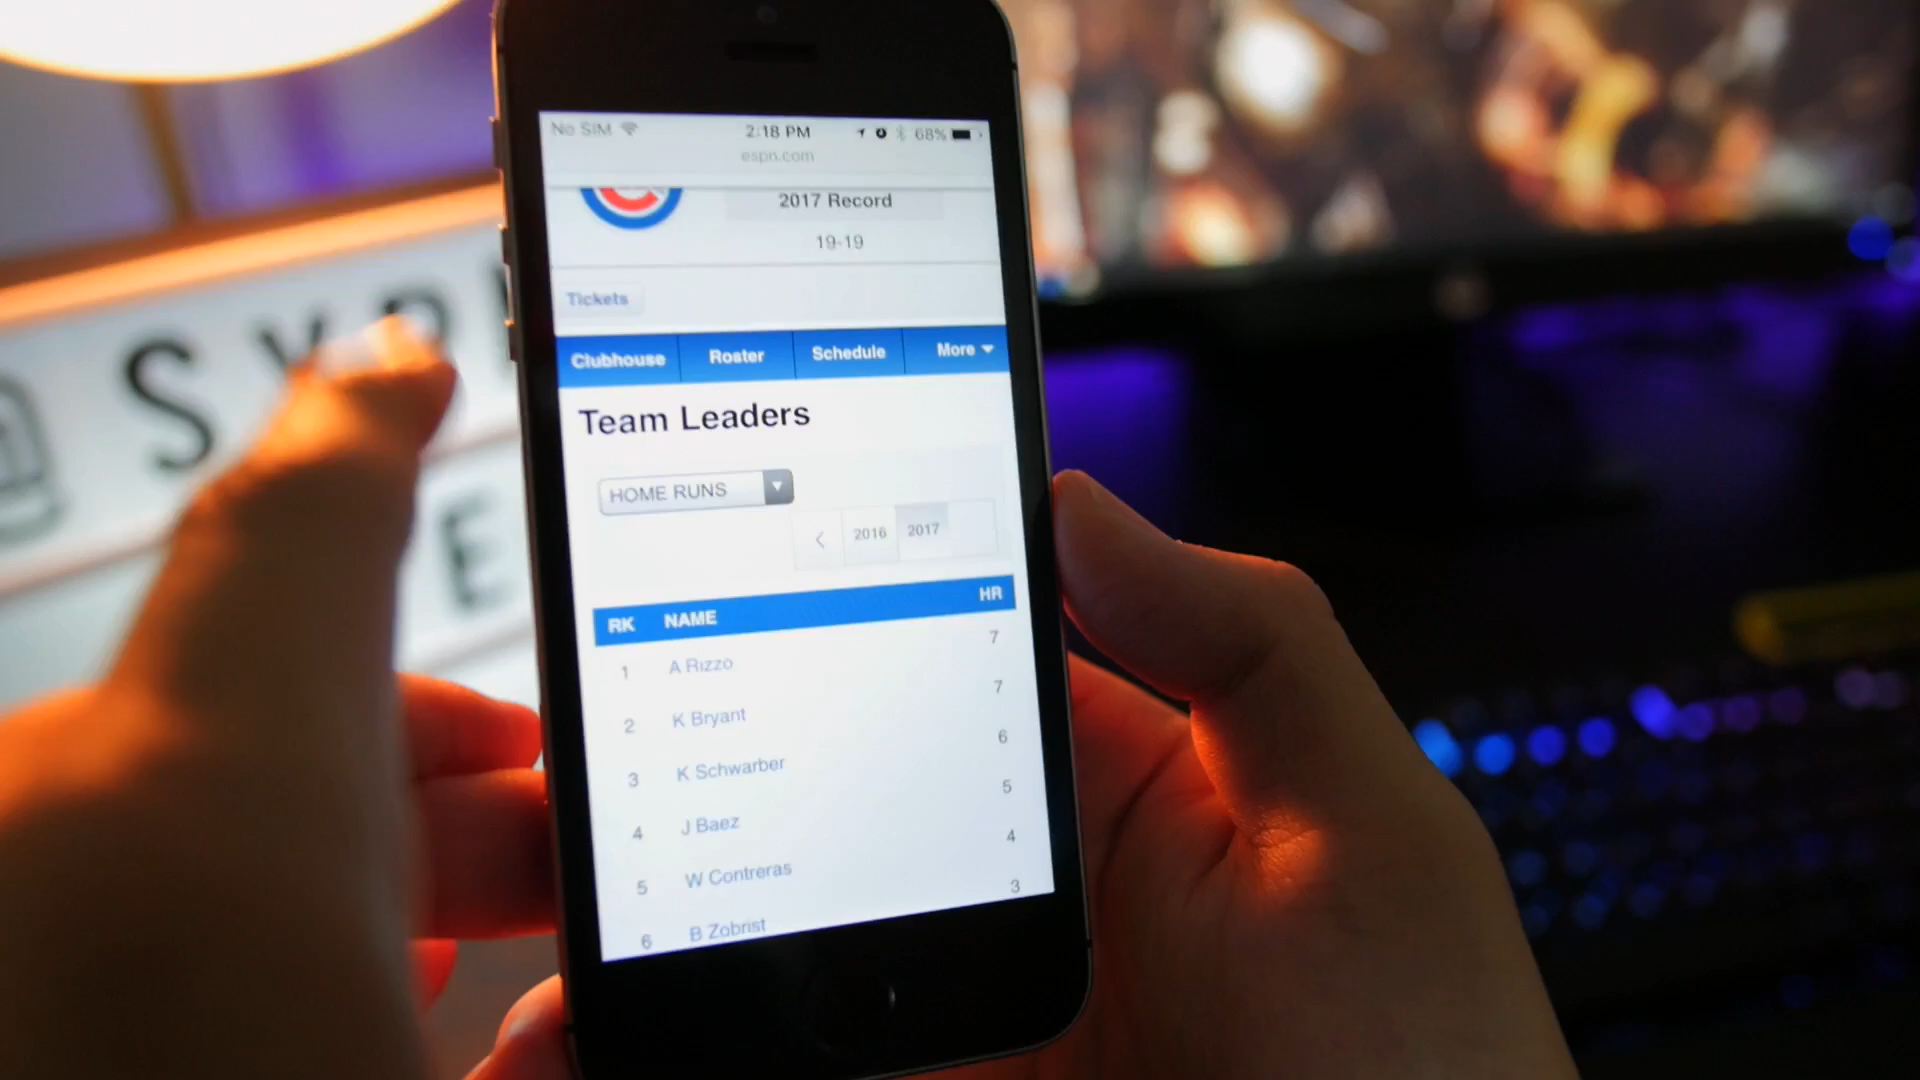 No SIM 2:18 PM 68%
espn.com
2017 Record
19-19
Tickets
Clubhouse Roster Schedule More
Team Leaders
HOME RUNS
2016 2017
RK NAME HR
1 A Rizzo 7
2 K Bryant 7
3 K Schwarber 6
4 J Baez 5
5 W Contreras 4
6 B Zobrist 3
@SYP
E